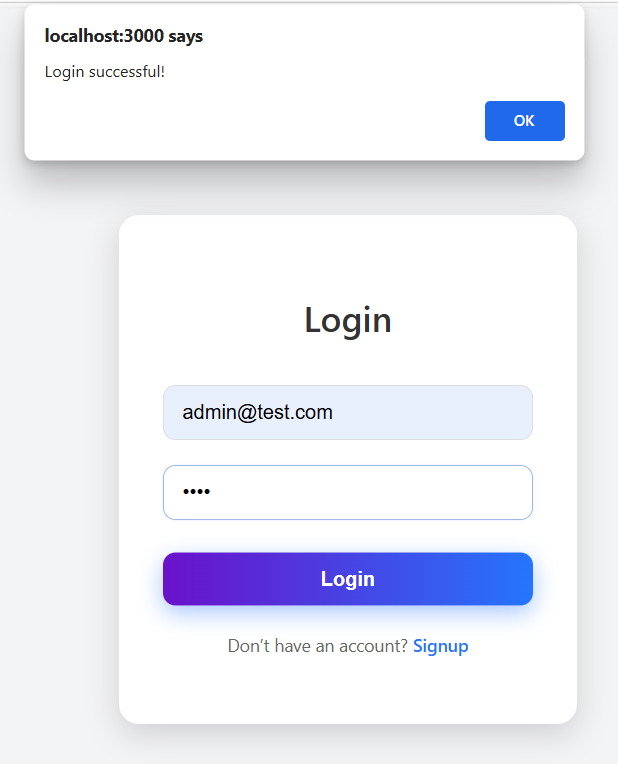 localhost:3000 says
Login successful!
OK
Login
admin@test.com
••••
Login
Don’t have an account? Signup